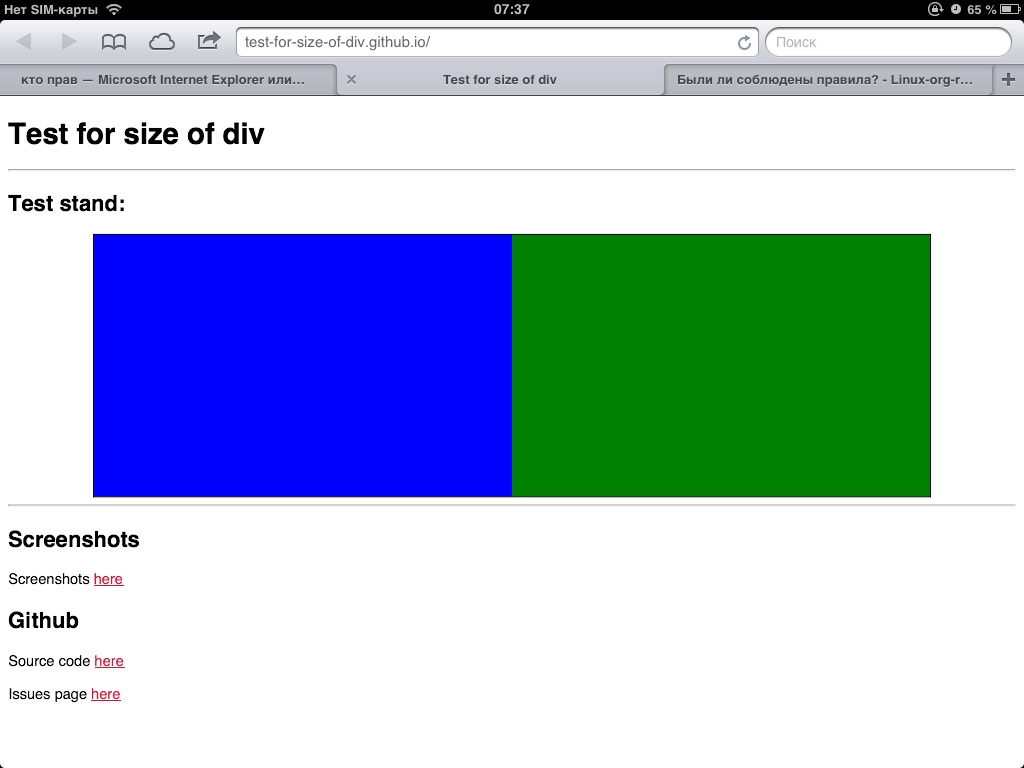 Нет SIM-карты 07:37 65 %
test-for-size-of-div.github.io/ Поиск
кто прав — Microsoft Internet Explorer или... Test for size of div Были ли соблюдены правила? - Linux-org-r...
Test for size of div
Test stand:
Screenshots
Screenshots here
Github
Source code here
Issues page here